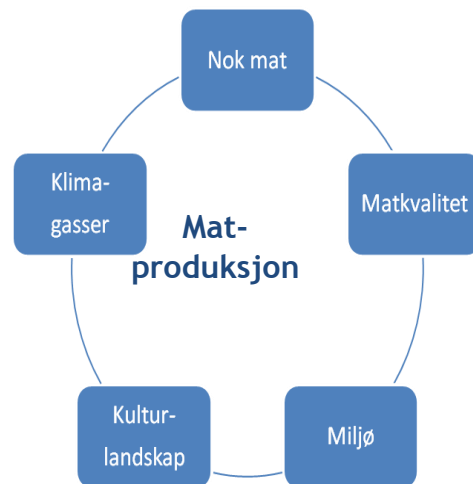 Nok mat
Matkvalitet
Miljø
Kultur-
landskap
Klima-
gasser
Mat-
produksjon